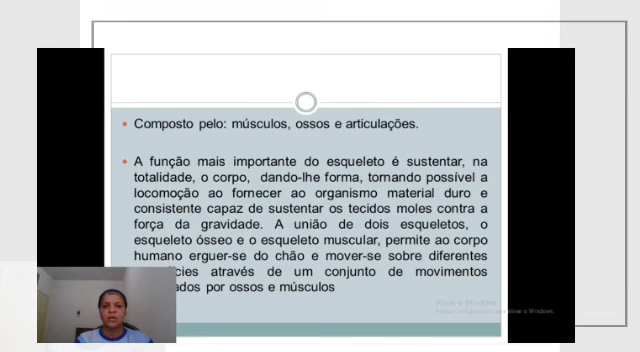 Composto pelo: músculos, ossos e articulações.
A função mais importante do esqueleto é sustentar, na
totalidade, o corpo, dando-lhe forma, tornando possível a
locomoção ao fornecer ao organismo material duro e
consistente capaz de sustentar os tecidos moles contra a
força da gravidade. A união de dois esqueletos, o
esqueleto ósseo e o esqueleto muscular, permite ao corpo
humano erguer-se do chão e mover-se sobre diferentes
através de um conjunto de movimentos
por ossos e músculos
Ativar o Windows